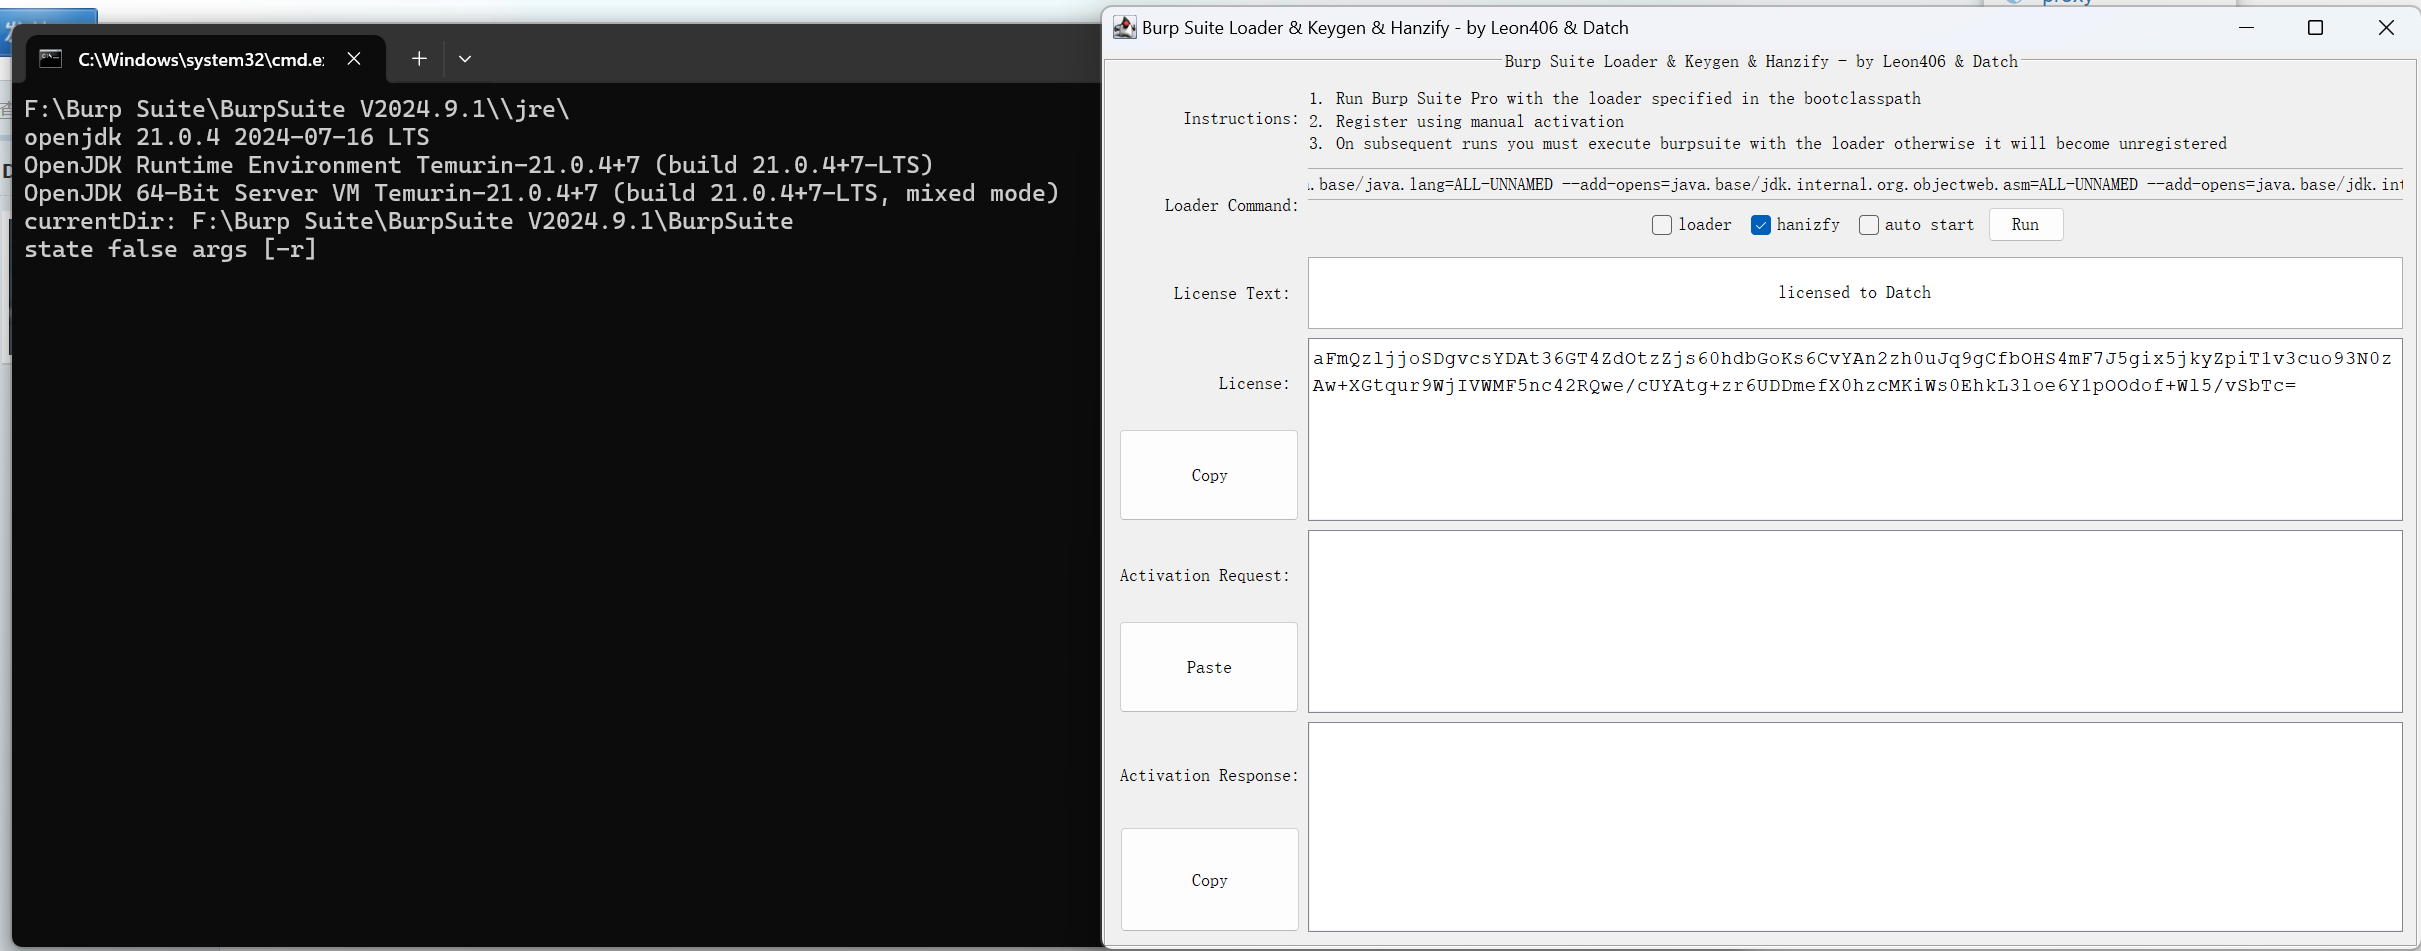 C:\Windows\system32\cmd.e:
F:\Burp Suite\BurpSuite V2024.9.1\\jre\
openjdk 21.0.4 2024-07-16 LTS
OpenJDK Runtime Environment Temurin-21.0.4+7 (build 21.0.4+7-LTS)
OpenJDK 64-Bit Server VM Temurin-21.0.4+7 (build 21.0.4+7-LTS, mixed mode)
currentDir: F:\Burp Suite\BurpSuite V2024.9.1\BurpSuite
state false args [-r]
proxy
Burp Suite Loader & Keygen & Hanzify - by Leon406 & Datch
Burp Suite Loader & Keygen & Hanzify - by Leon406 & Datch
Instructions:
1. Run Burp Suite Pro with the loader specified in the bootclasspath
2. Register using manual activation
3. On subsequent runs you must execute burpsuite with the loader otherwise it will become unregistered
Loader Command:
.base/java.lang=ALL-UNNAMED --add-opens=java.base/jdk.internal.org.objectweb.asm=ALL-UNNAMED --add-opens=java.base/jdk.int
loader hanizfy auto start Run
License Text:
licensed to Datch
License:
aFmQzljjoSDgvcsYDAt36GT4ZdOtzZjs60hdbGoKs6CvYAn2zh0uJq9gCfbOHS4mF7J5gix5jkyZpiT1v3cuo93N0z
Aw+XGtqur9WjIVWMF5nc42RQwe/cUYAtg+zr6UDDmefX0hzcMKiWs0EhkL3loe6Y1pOOdof+Wl5/vSbTc=
Copy
Activation Request:
Paste
Activation Response:
Copy